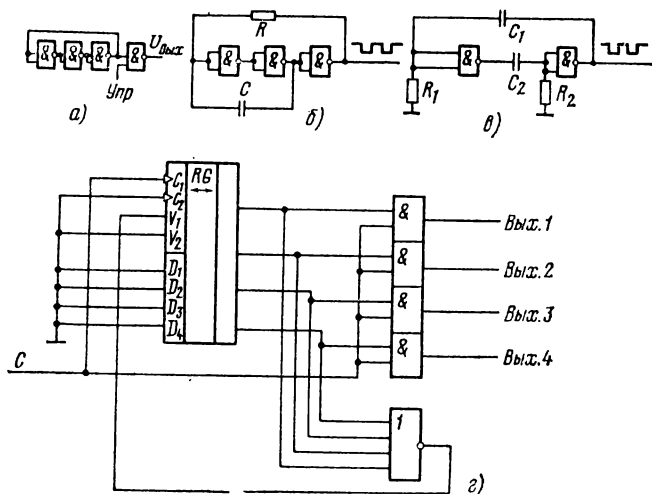 & & & & U Вых
Упр
а)
R
& & &
C
б)
C1
& C2 &
R1 R2
в)
C1 RG &
C2 ↔ Вых.1
V1
V2 & Вых.2
D1
D2 & Вых.3
D3
D4 & Вых.4
C
1
г)